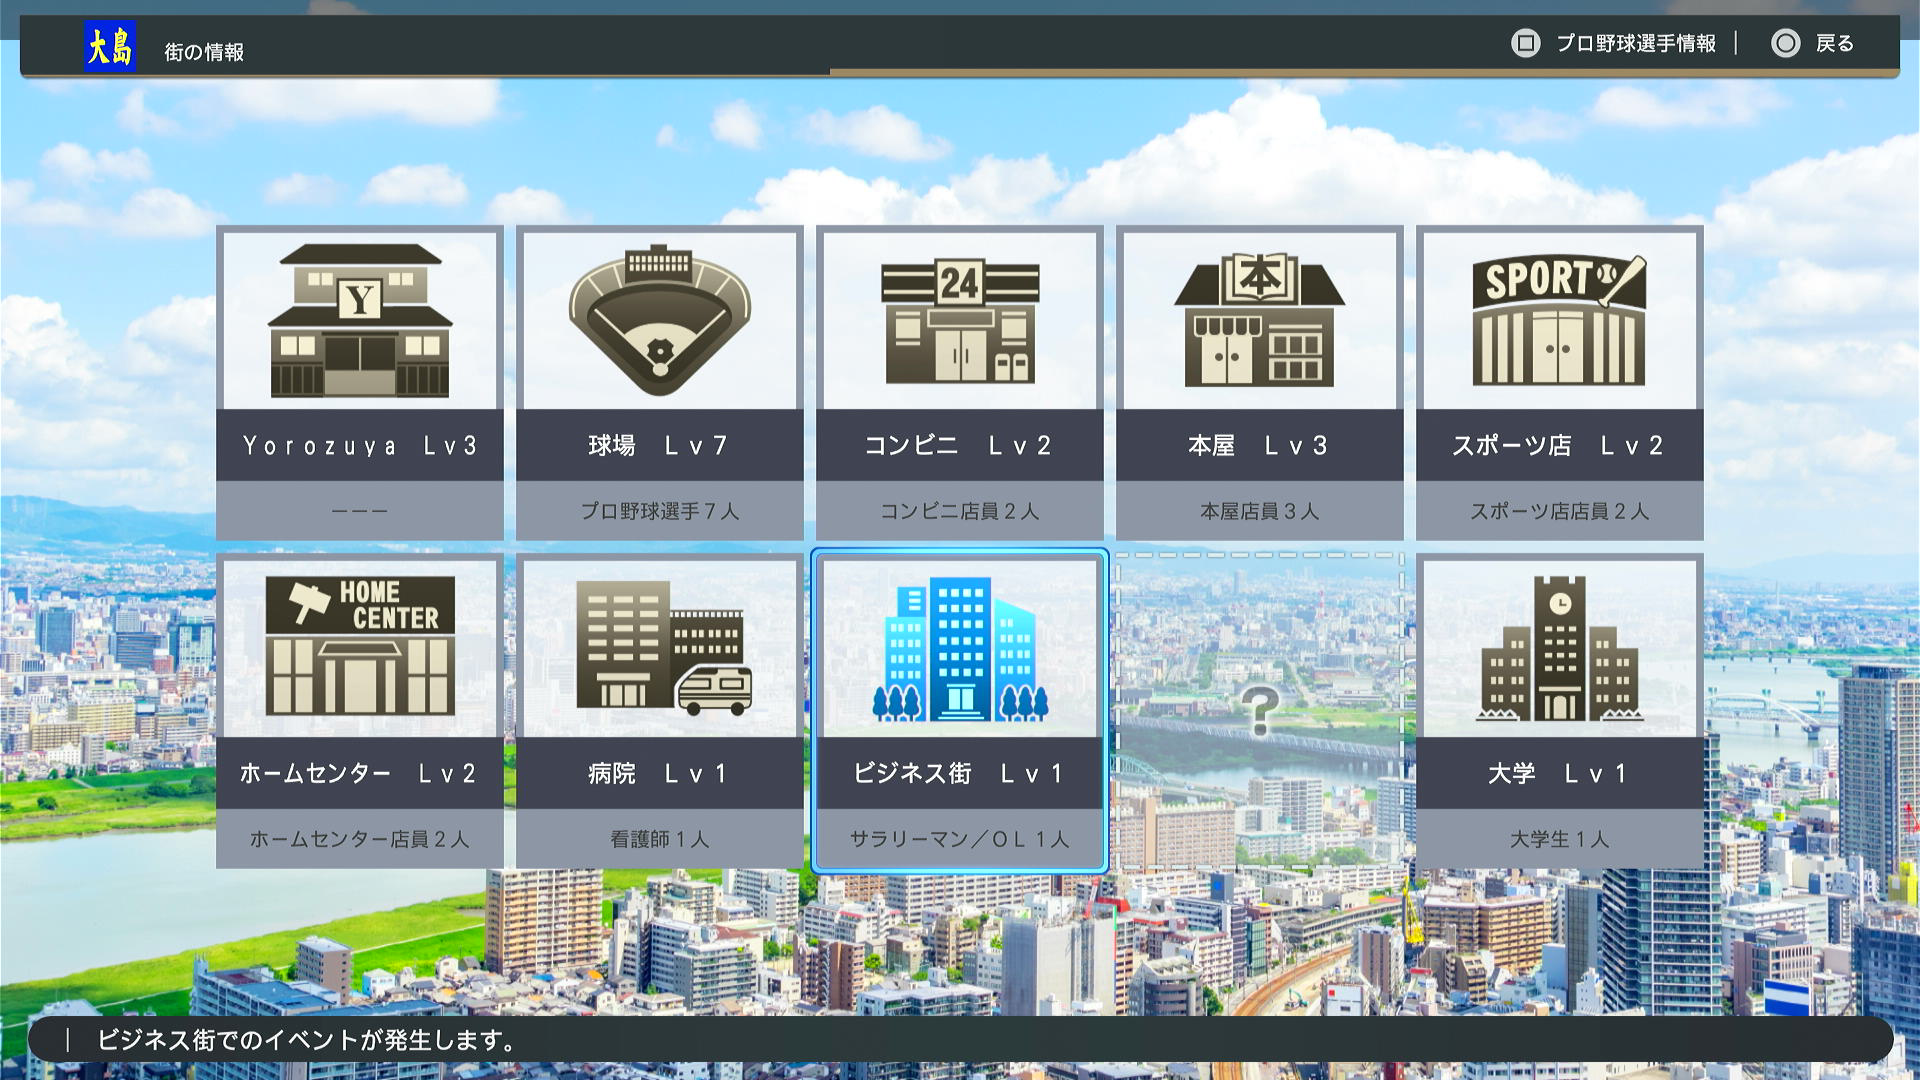 大島
街の情報
プロ野球選手情報
戻る
Y
24
本
SPORT
Yorozuya Lv3
球場 Lv7
コンビニ Lv2
本屋 Lv3
スポーツ店 Lv2
ーーー
プロ野球選手7人
コンビニ店員2人
本屋店員3人
スポーツ店店員2人
HOME
CENTER
?
ホームセンター Lv2
病院 Lv1
ビジネス街 Lv1
大学 Lv1
ホームセンター店員2人
看護師1人
サラリーマン／OL1人
大学生1人
ビジネス街でのイベントが発生します。